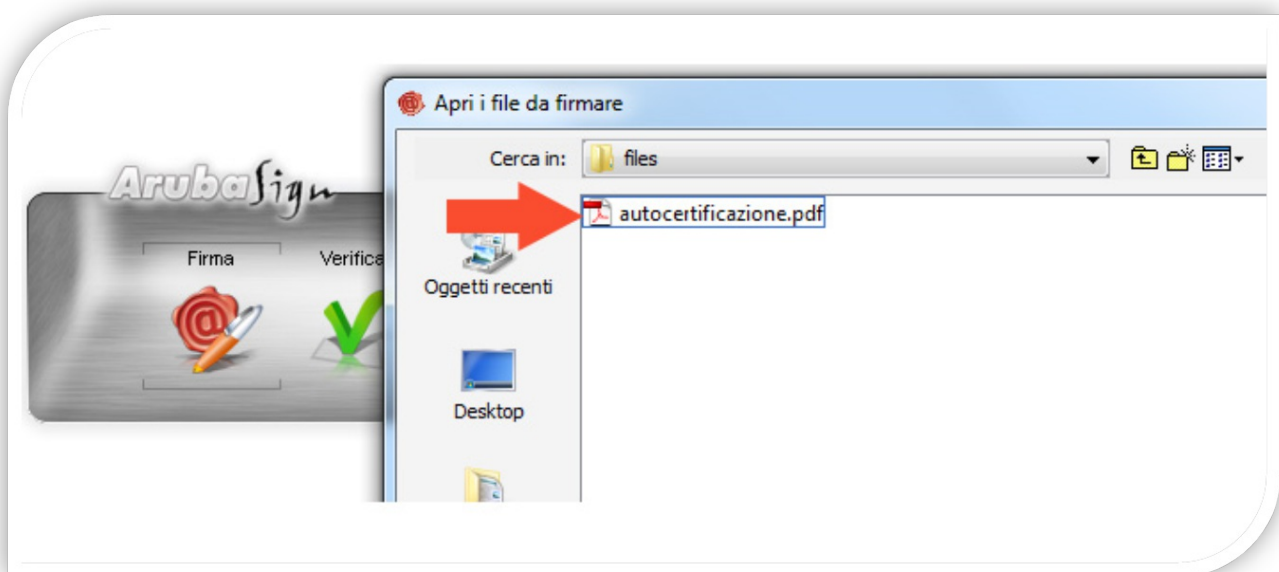 Apri i file da firmare
Cerca in: files
ArubaSign
autocertificazione.pdf
Firma Verifica
Oggetti recenti
Desktop